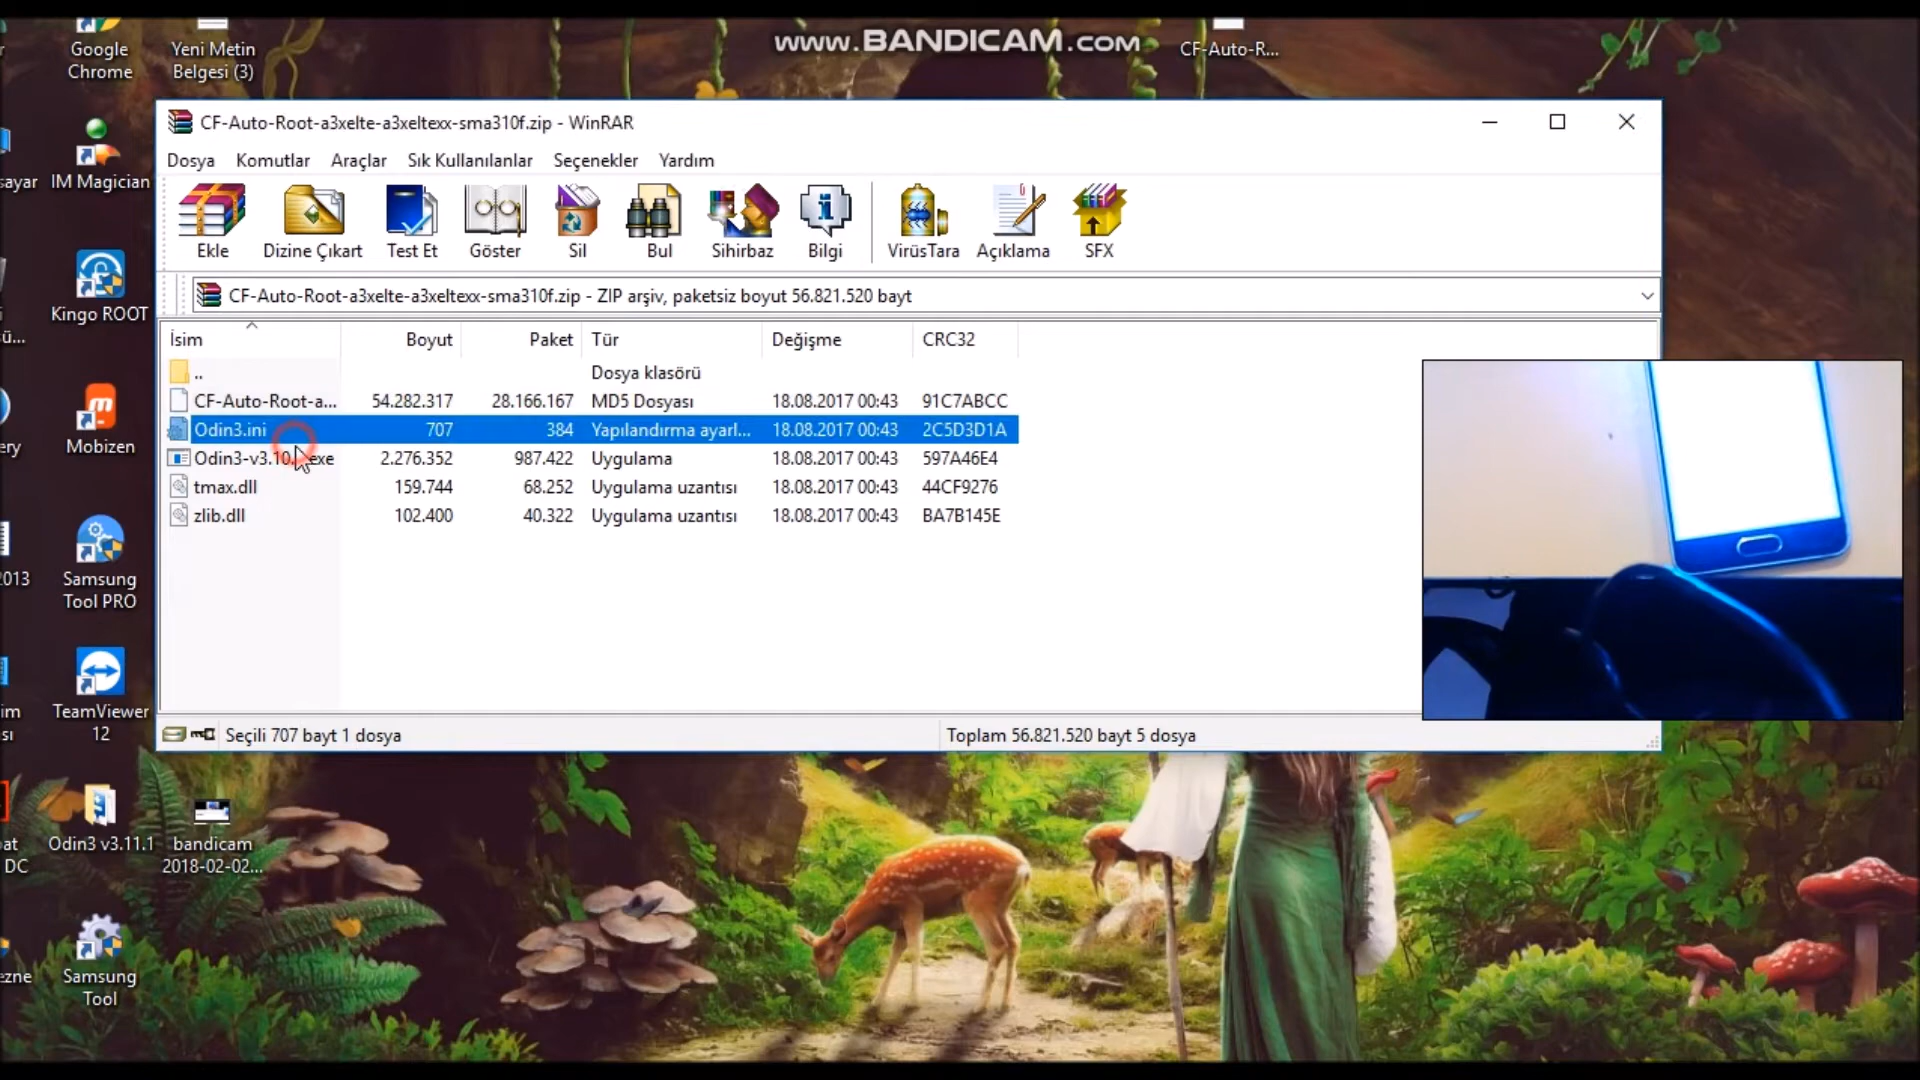 www.BANDICAM.com
Google
Chrome
Yeni Metin
Belgesi (3)
CF-Auto-R...
IM Magician
Kingo ROOT
Mobizen
Samsung
Tool PRO
TeamViewer
12
Odin3 v3.11.1
bandicam
2018-02-02...
Samsung
Tool
sayar
ü...
ery
2013
im
sı
at
DC
zne
CF-Auto-Root-a3xelte-a3xeltexx-sma310f.zip - WinRAR
Dosya Komutlar Araçlar Sık Kullanılanlar Seçenekler Yardım
Ekle Dizine Çıkart Test Et Göster Sil Bul Sihirbaz Bilgi VirüsTara Açıklama SFX
CF-Auto-Root-a3xelte-a3xeltexx-sma310f.zip - ZIP arşiv, paketsiz boyut 56.821.520 bayt
İsim Boyut Paket Tür Değişme CRC32
.. Dosya klasörü
CF-Auto-Root-a... 54.282.317 28.166.167 MD5 Dosyası 18.08.2017 00:43 91C7ABCC
Odin3.ini 707 384 Yapılandırma ayarl... 18.08.2017 00:43 2C5D3D1A
Odin3-v3.10. exe 2.276.352 987.422 Uygulama 18.08.2017 00:43 597A46E4
tmax.dll 159.744 68.252 Uygulama uzantısı 18.08.2017 00:43 44CF9276
zlib.dll 102.400 40.322 Uygulama uzantısı 18.08.2017 00:43 BA7B145E
Seçili 707 bayt 1 dosya
Toplam 56.821.520 bayt 5 dosya